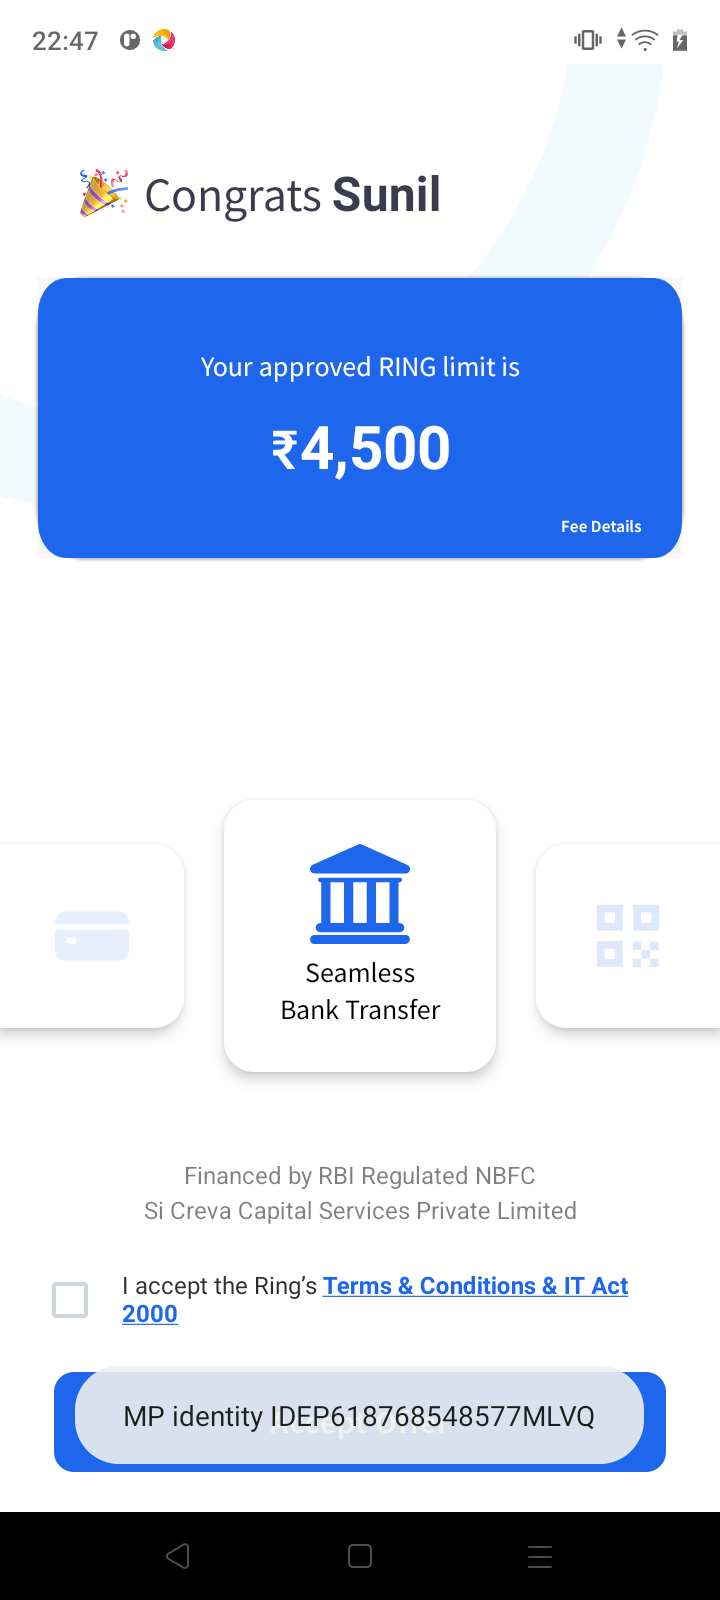 22:47
Congrats Sunil
Your approved RING limit is
₹4,500
Fee Details
Seamless
Bank Transfer
Financed by RBI Regulated NBFC
Si Creva Capital Services Private Limited
I accept the Ring’s Terms & Conditions & IT Act
2000
Accept Offer
MP identity IDEP618768548577MLVQ